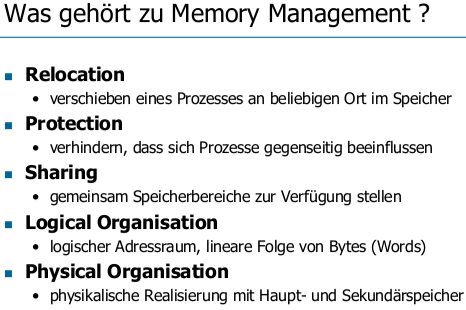 Was gehört zu Memory Management ?
Relocation
verschieben eines Prozesses an beliebigen Ort im Speicher
Protection
verhindern, dass sich Prozesse gegenseitig beeinflussen
Sharing
gemeinsam Speicherbereiche zur Verfügung stellen
Logical Organisation
logischer Adressraum, lineare Folge von Bytes (Words)
Physical Organisation
physikalische Realisierung mit Haupt- und Sekundärspeicher